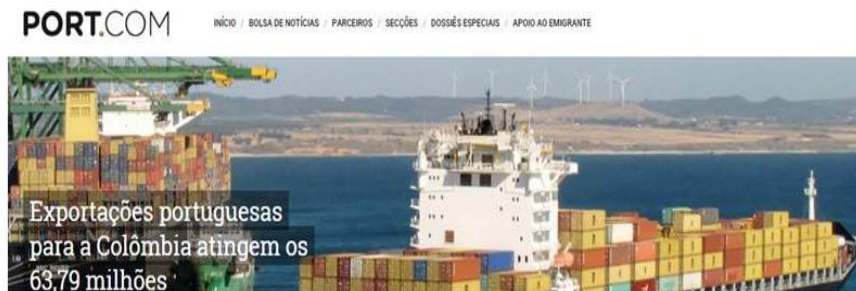 PORT.COM
INÍCIO / BOLSA DE NOTÍCIAS / PARCEIROS / SECÇÕES / DOSSIÊS ESPECIAIS / APOIO AO EMIGRANTE
Exportações portuguesas
para a Colômbia atingem os
63,79 milhões